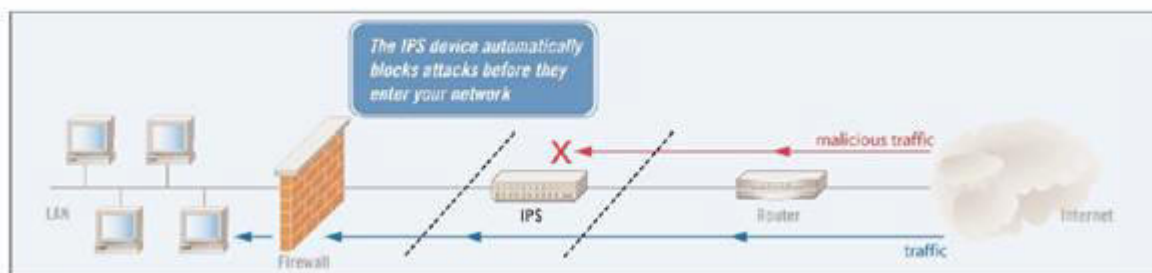 The IPS device automatically
blocks attacks before they
enter your network
malicious traffic
LAN
IPS
Router
Internet
Firewall
traffic